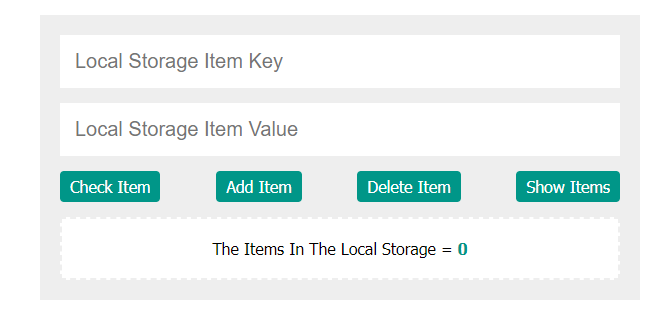 Local Storage Item Key
Local Storage Item Value
Check Item Add Item Delete Item Show Items
The Items In The Local Storage = 0